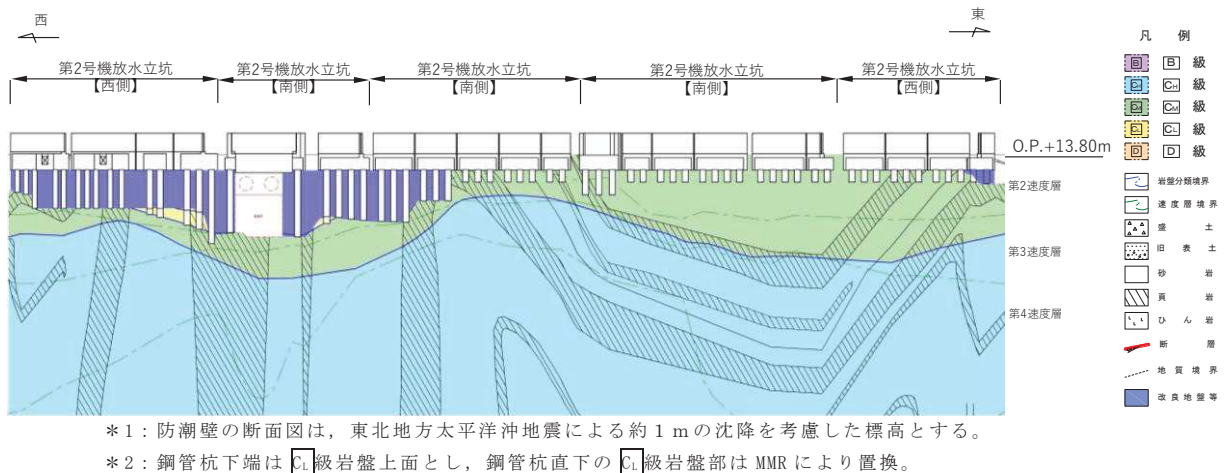 西
東
第2号機放水立坑
【西側】
第2号機放水立坑
【南側】
第2号機放水立坑
【南側】
第2号機放水立坑
【南側】
第2号機放水立坑
【西側】
O.P.+13.80m
第2速度層
第3速度層
第4速度層
凡 例
B B 級
CH CH 級
CM CM 級
CL CL 級
D D 級
岩盤分類境界
速度層境界
盛土
旧表土
砂岩
頁岩
ひん岩
断層
地質境界
改良地盤等
*1:防潮壁の断面図は,東北地方太平洋沖地震による約1mの沈降を考慮した標高とする。
*2:鋼管杭下端は CL 級岩盤上面とし,鋼管杭直下の CL 級岩盤部は MMR により置換。